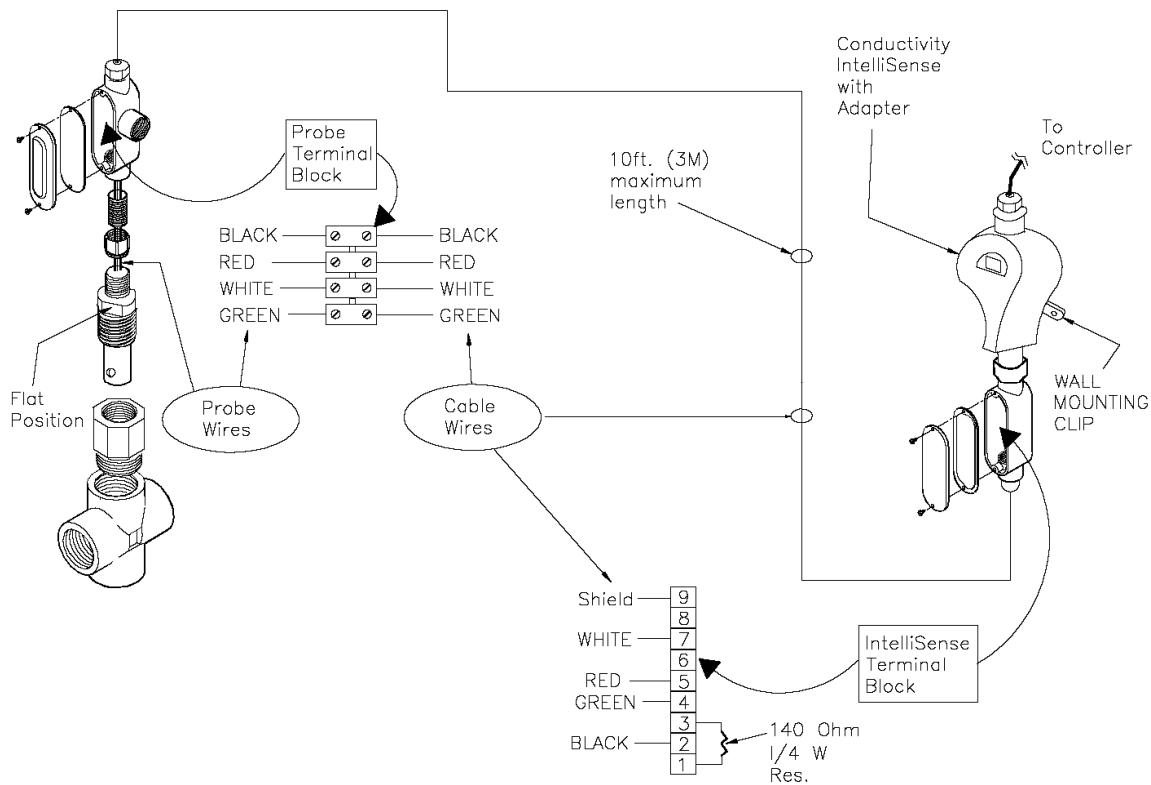 Conductivity
IntelliSense
with
Adapter
To
Controller
Probe
Terminal
Block
10ft. (3M)
maximum
length
BLACK BLACK
RED RED
WHITE WHITE
GREEN GREEN
Flat
Position
Probe
Wires
Cable
Wires
WALL
MOUNTING
CLIP
Shield 9
8
WHITE 7
6
RED 5
GREEN 4
3
BLACK 2
1
IntelliSense
Terminal
Block
140 Ohm
1/4 W
Res.